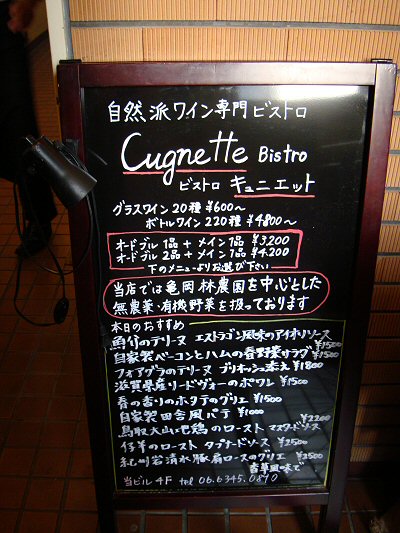 自然派ワイン専門ビストロ
Cugnette Bistro
ビストロ キュニエット
グラスワイン20種 ¥600〜
ボトルワイン 220種 ¥4800〜
オードブル 1品 + メイン 1品 ¥3,200
オードブル 2品 + メイン 1品 ¥4,200
下のメニューよりお選び下さい
当店では亀岡林農園を中心とした
無農薬・有機野菜を扱っております
本日のおすすめ
魚介のテリーヌ エストラゴン風味のアイオリソース ¥1500
自家製ベーコンとハムの春野菜サラダ ¥1500
フォアグラのテリーヌ ブリオッシュ添え ¥1800
滋賀県産リードヴォーのポワレ ¥1500
春の香りのホタテのグリエ ¥1500
自家製田舎風パテ ¥1000
鳥取大山地鶏のロースト マスタードソース ¥2200
仔羊のロースト タプナードソース ¥2500
紀州岩清水豚肩ロースのグリエ ¥2500
香草風味で
当ビル4F tel 06.6345.0890